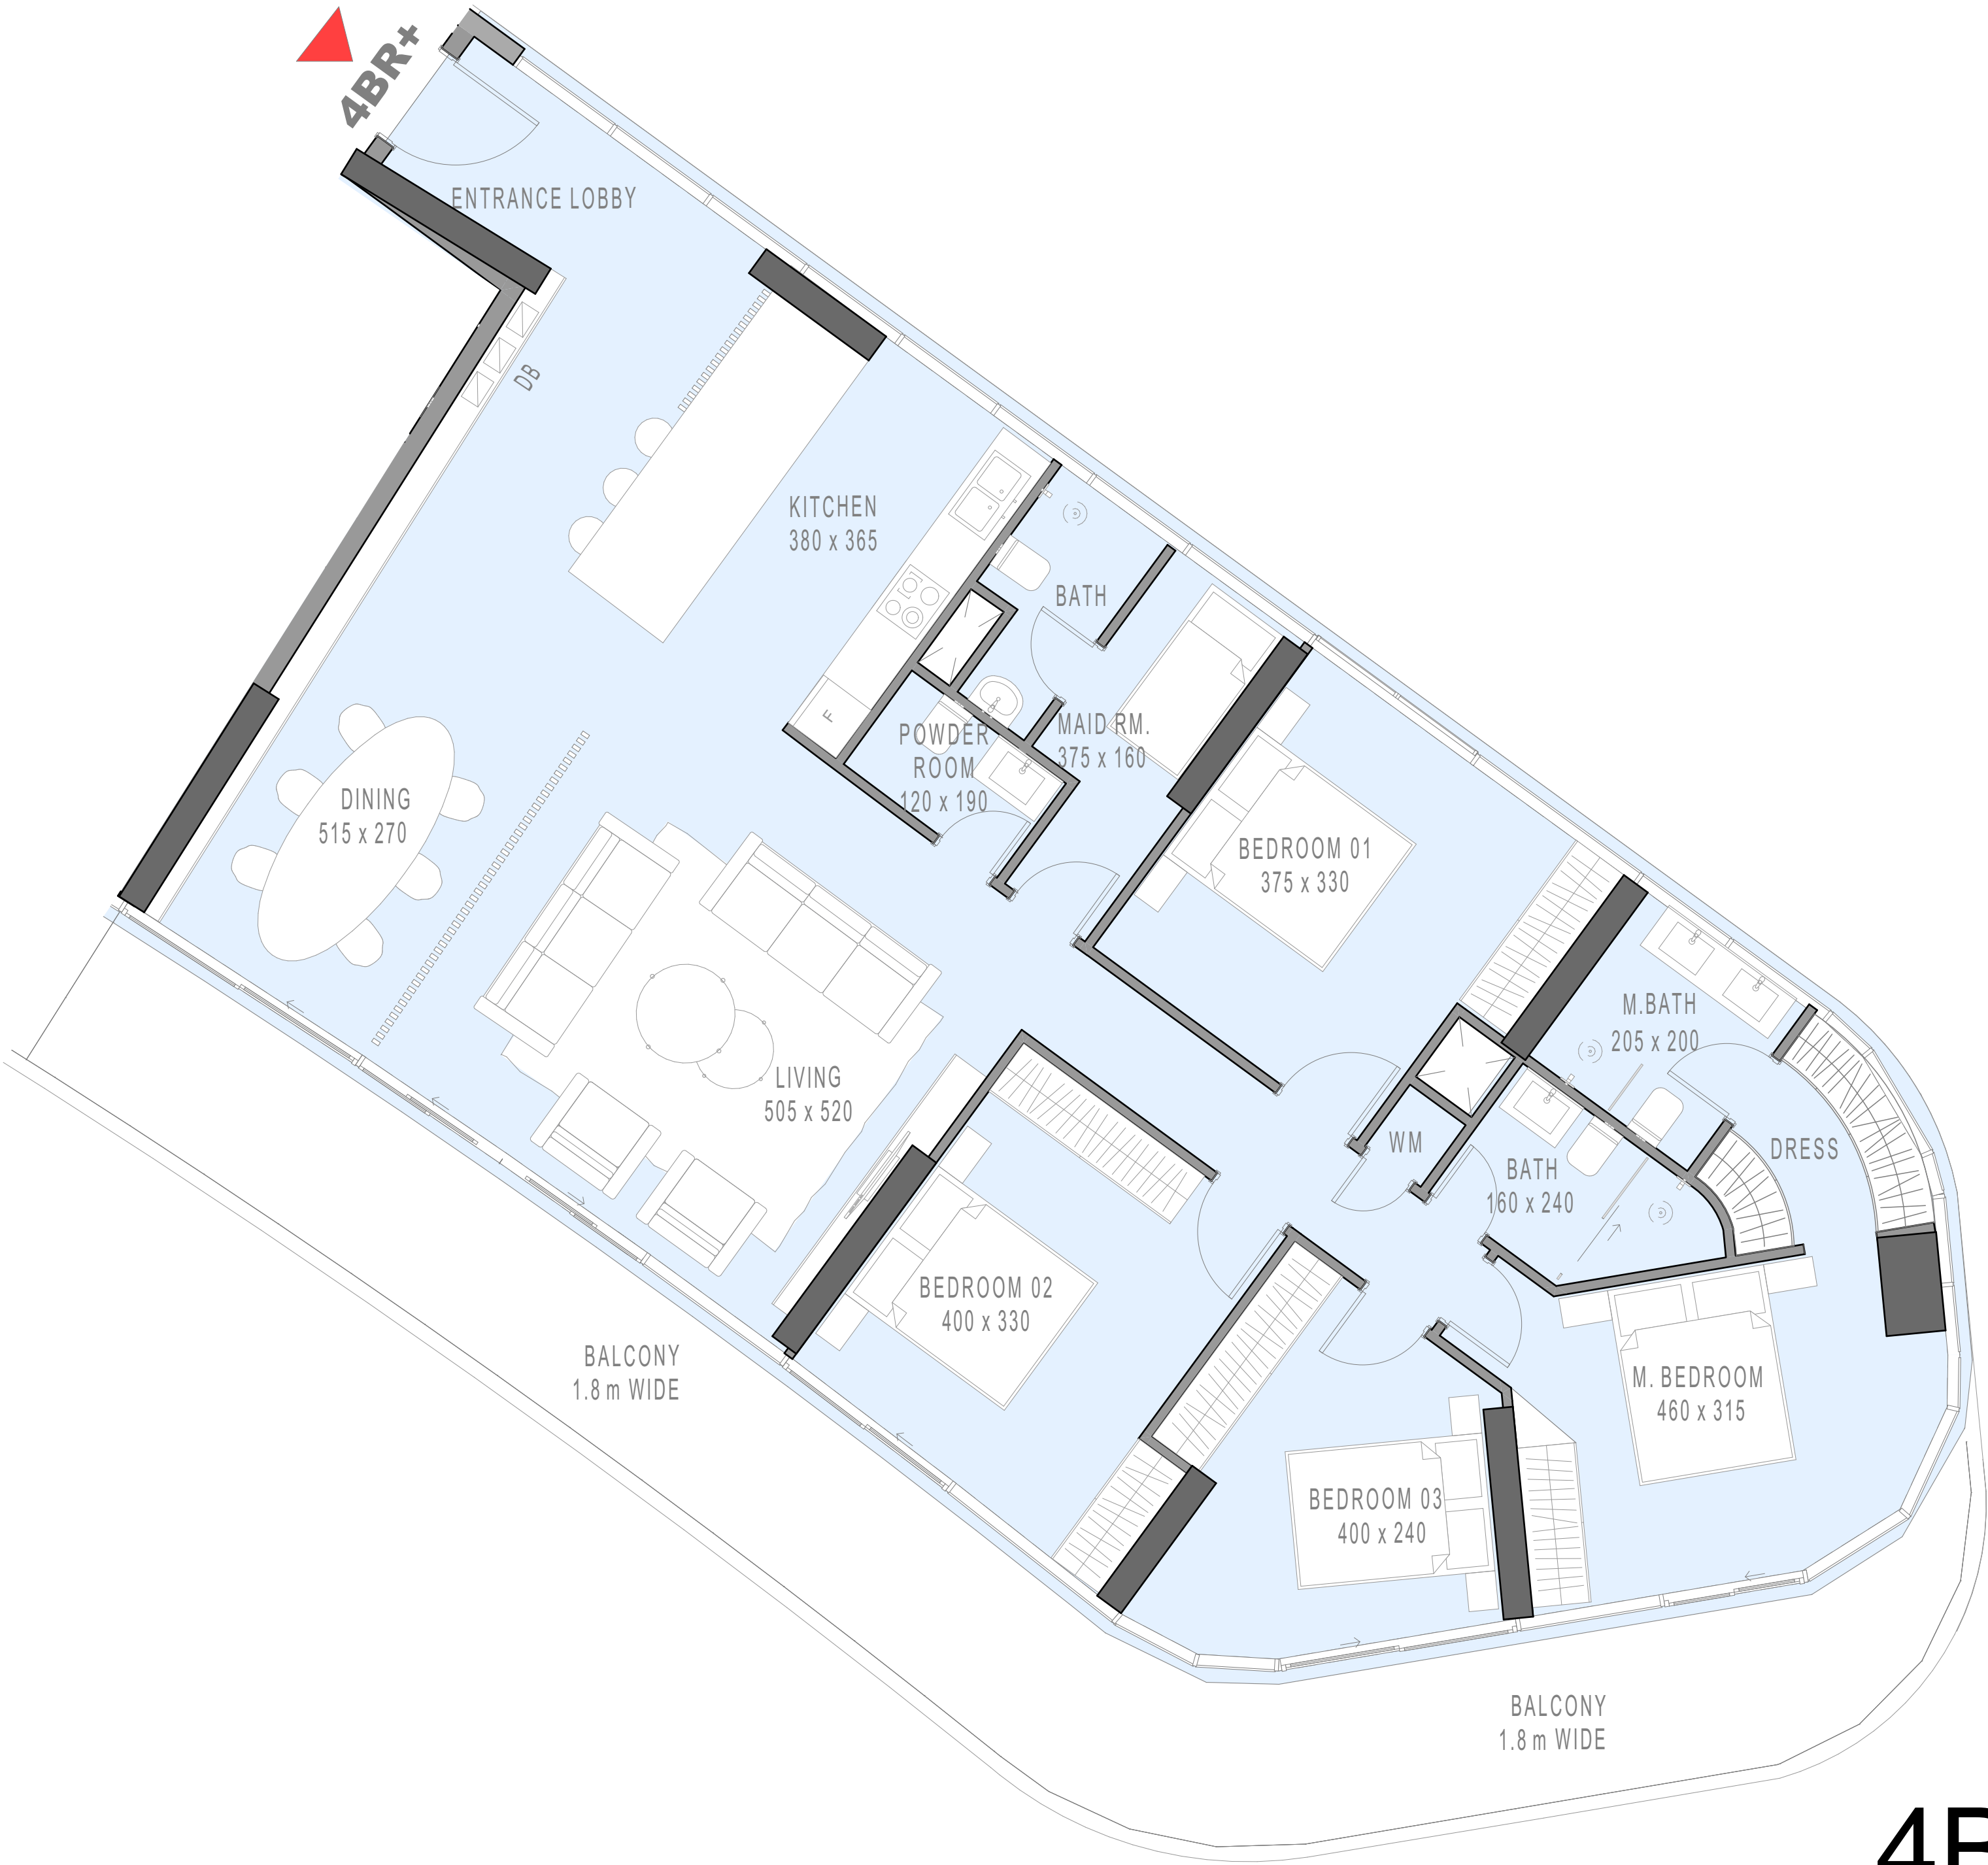 4BR+
ENTRANCE LOBBY
DB
KITCHEN
380 x 365
BATH
F
POWDER
ROOM
120 x 190
MAID RM.
375 x 160
DINING
515 x 270
BEDROOM 01
375 x 330
M.BATH
205 x 200
LIVING
505 x 520
WM
BATH
160 x 240
DRESS
BEDROOM 02
400 x 330
BALCONY
1.8 m WIDE
M. BEDROOM
460 x 315
BEDROOM 03
400 x 240
BALCONY
1.8 m WIDE